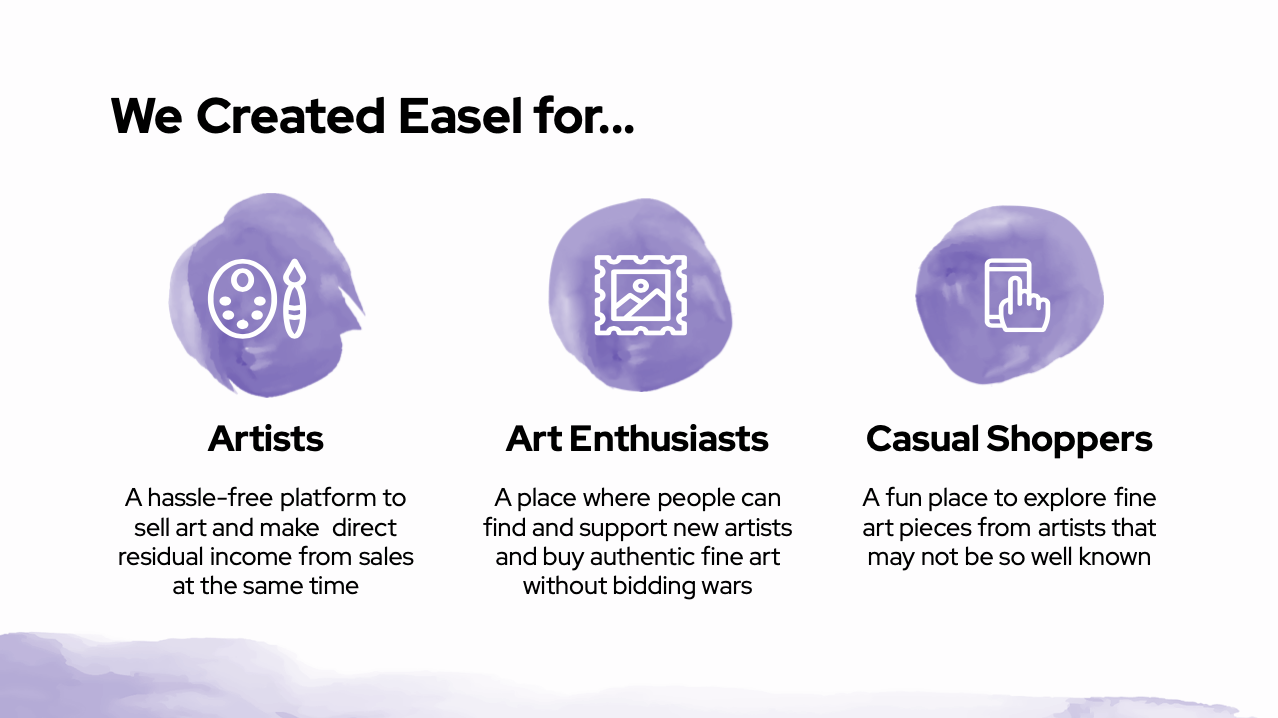 We Created Easel for...
Artists
A hassle-free platform to
sell art and make  direct
residual income from sales
at the same time
Art Enthusiasts
A place where people can
find and support new artists
and buy authentic fine art
without bidding wars
Casual Shoppers
A fun place to explore fine
art pieces from artists that
may not be so well known